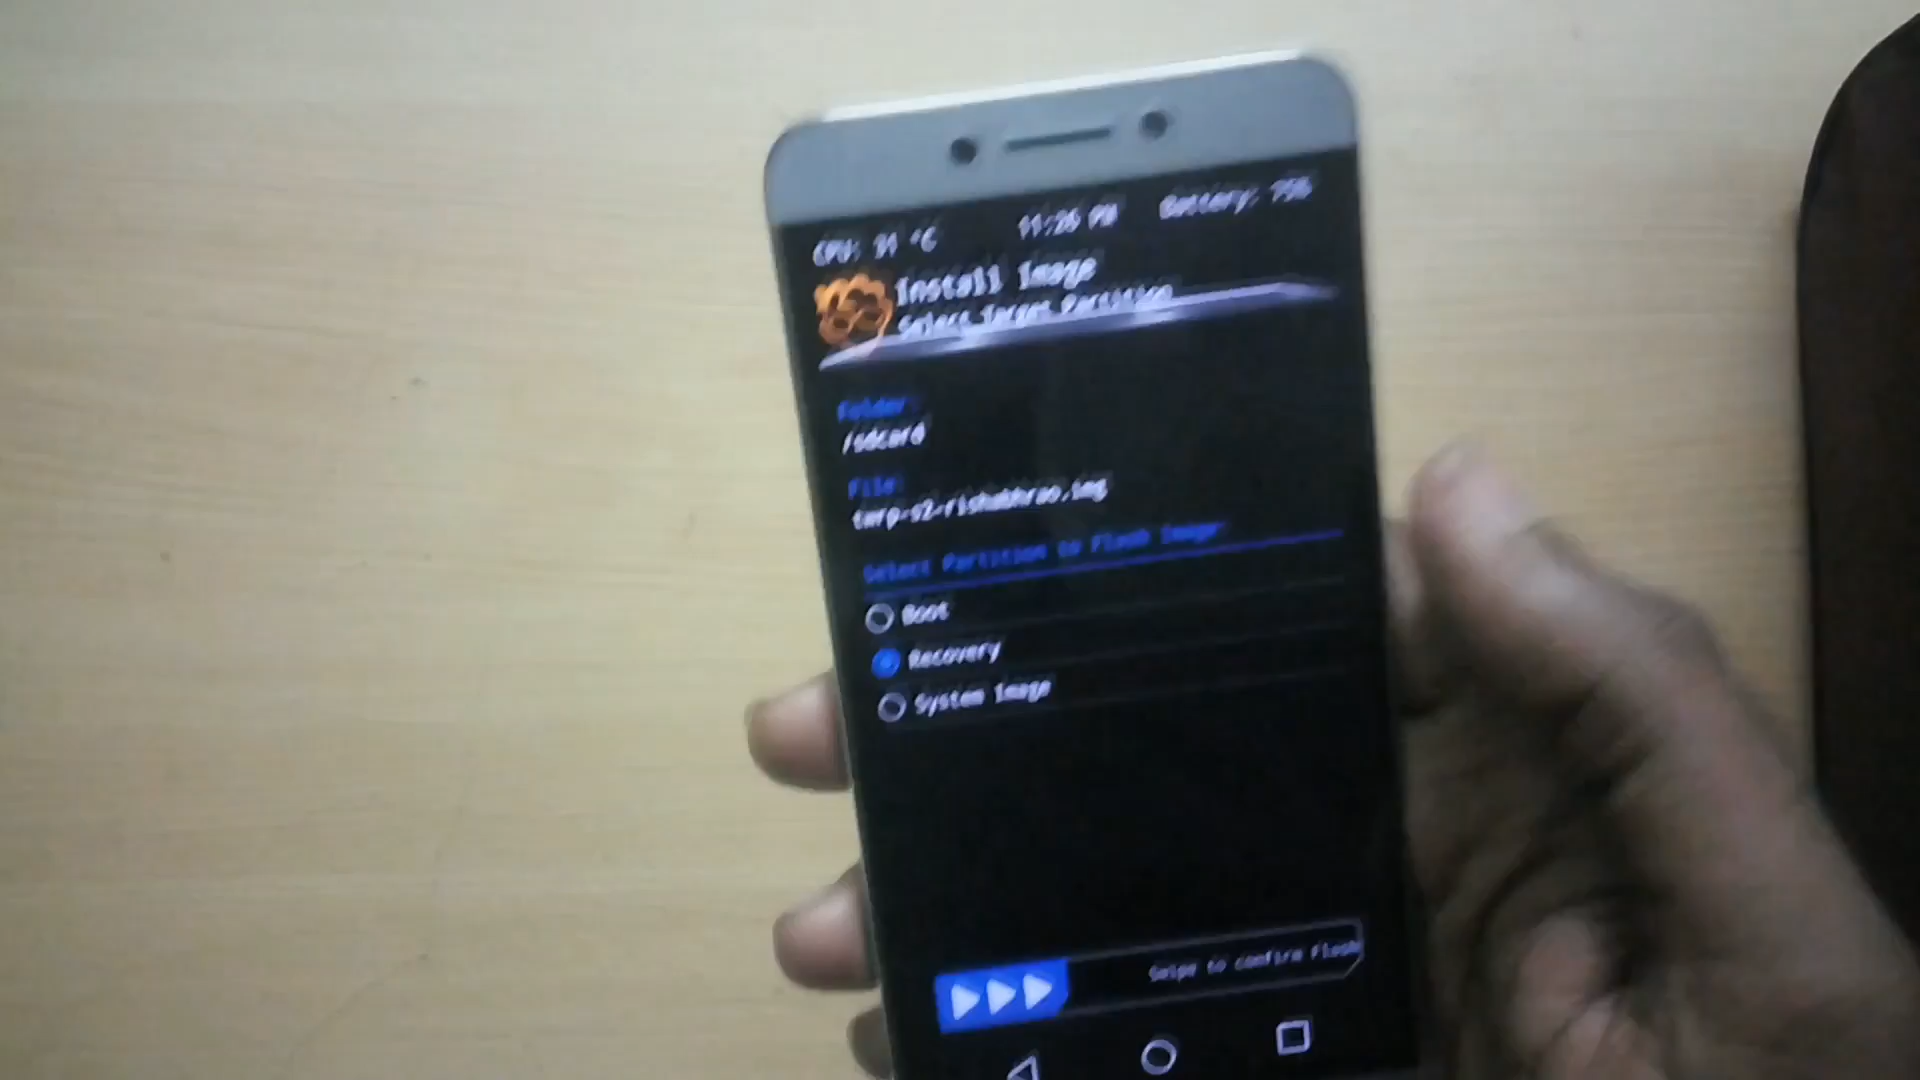 CPU: 31 °C 11:26 PM Battery: 75%
Install Image
Select Target Partition
Folder:
/sdcard
File:
twrp-s2-rishabhrao.img
Select Partition to Flash Image:
Boot
Recovery
System Image
Swipe to confirm Flash